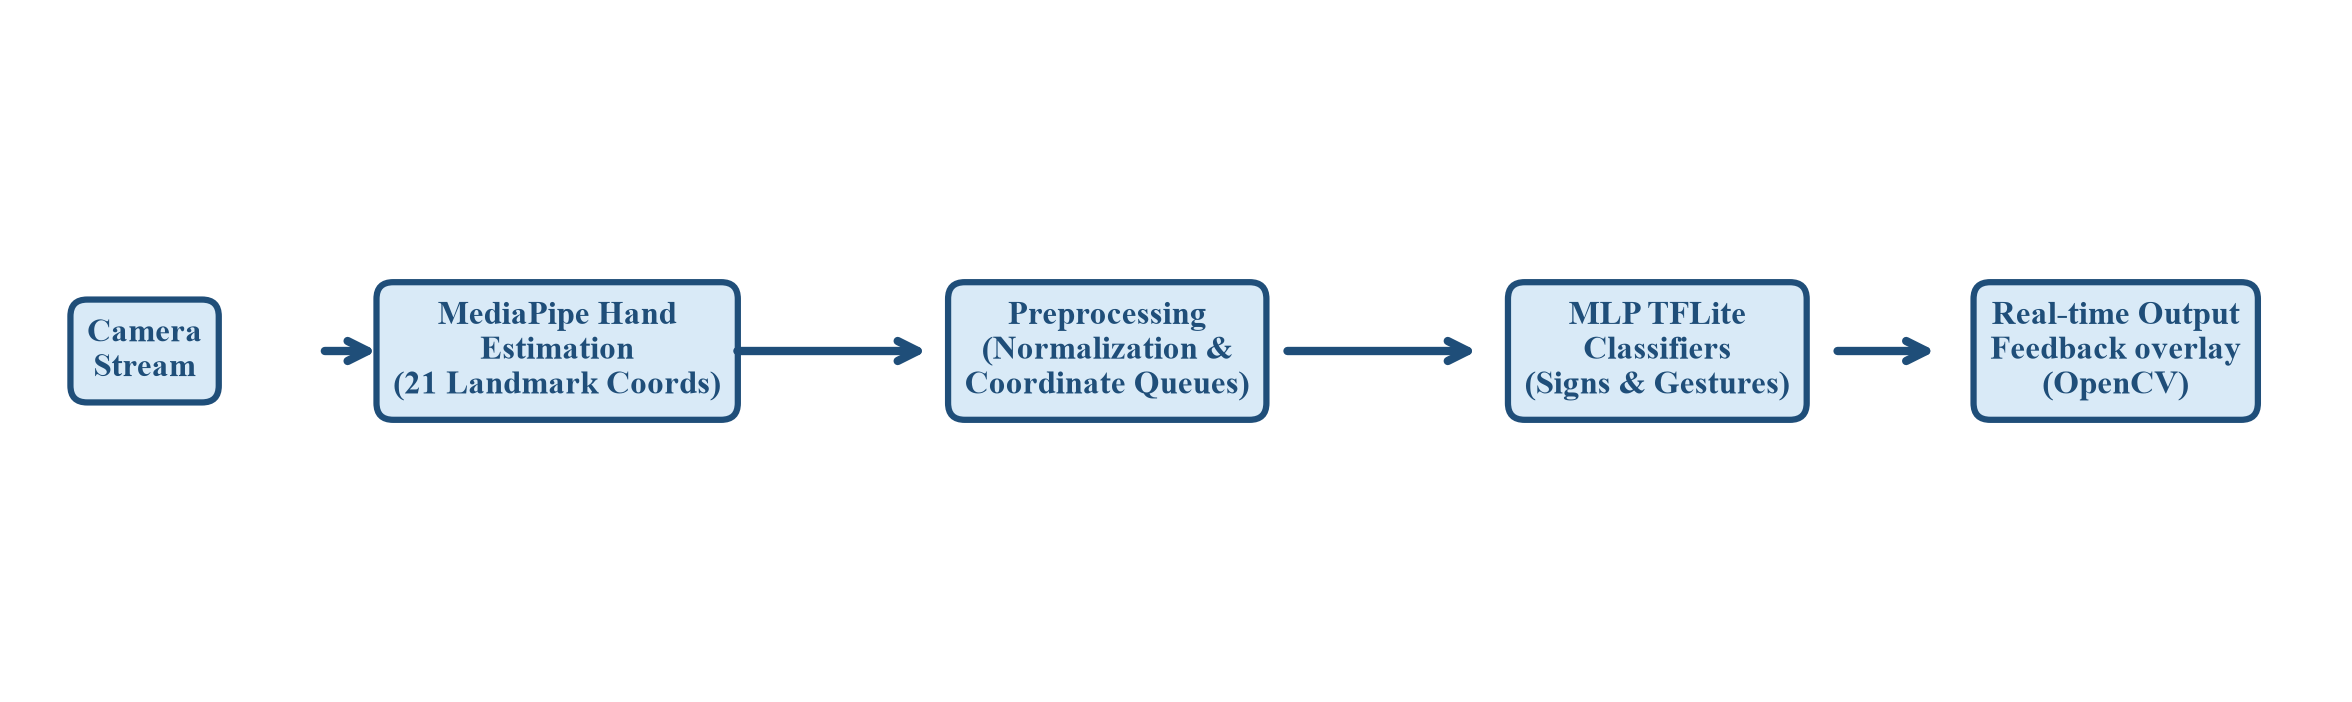 Camera
Stream
MediaPipe Hand
Estimation
(21 Landmark Coords)
Preprocessing
(Normalization &
Coordinate Queues)
MLP TFLite
Classifiers
(Signs & Gestures)
Real-time Output
Feedback overlay
(OpenCV)